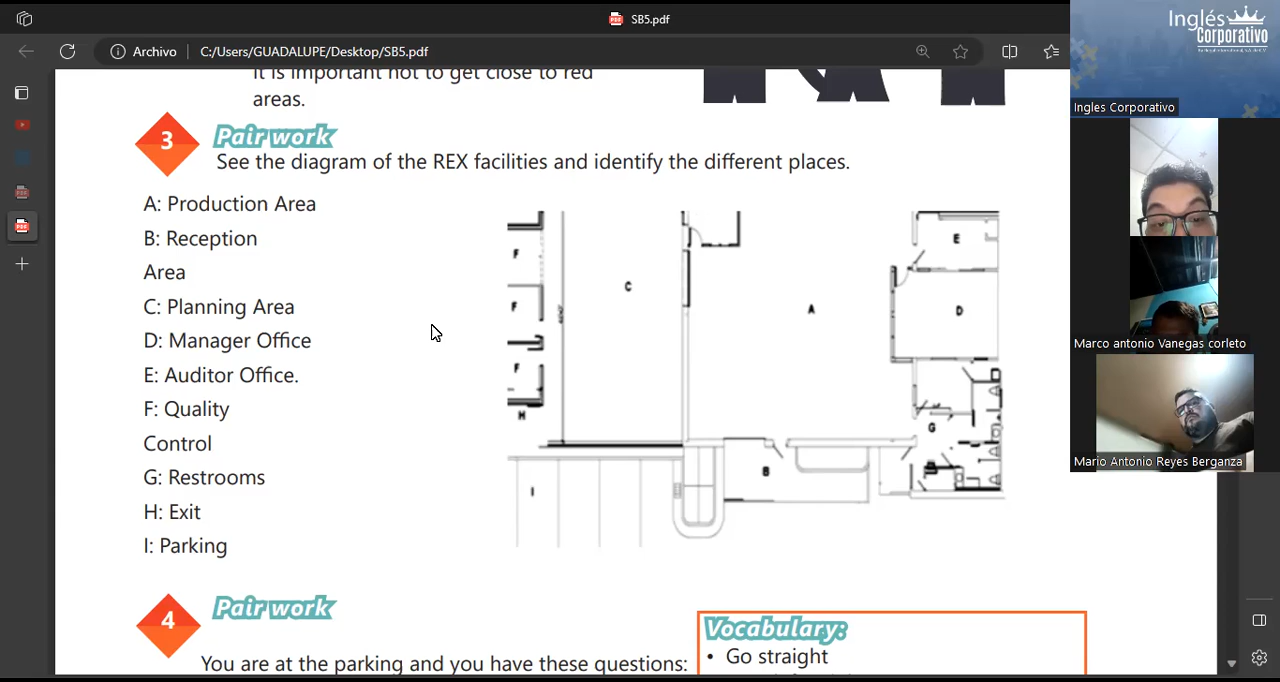 SB5.pdf
Archivo
C:/Users/GUADALUPE/Desktop/SB5.pdf
Inglés
Corporativo
Ingles Corporativo
It is important not to get close to red
areas.
3
Pair work
See the diagram of the REX facilities and identify the different places.
A: Production Area
B: Reception
Area
C: Planning Area
D: Manager Office
E: Auditor Office.
F: Quality
Control
G: Restrooms
H: Exit
I: Parking
F
F
F
H
C
A
E
D
G
B
I
Marco antonio Vanegas corleto
Mario Antonio Reyes Berganza
4
Pair work
You are at the parking and you have these questions:
Vocabulary:
• Go straight